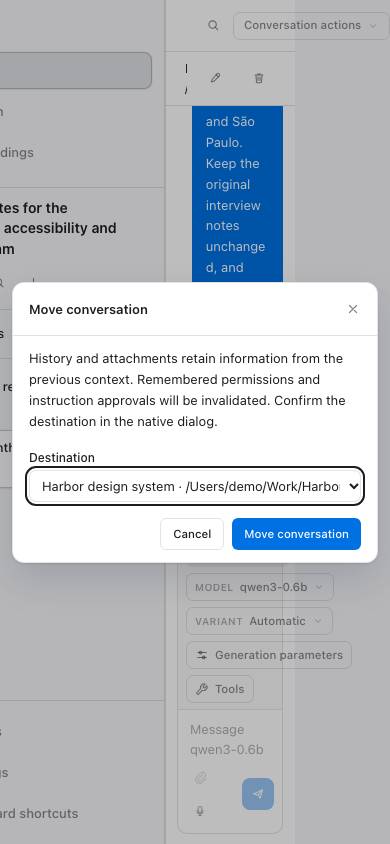 Conversation actions
dings
and São
Paulo.
Keep the
original
interview
notes
unchange
d, and
tes for the
accessibility and
am
Move conversation
History and attachments retain information from the
previous context. Remembered permissions and
instruction approvals will be invalidated. Confirm the
destination in the native dialog.
Destination
Harbor design system · /Users/demo/Work/Harbo
Cancel
Move conversation
MODEL qwen3-0.6b
VARIANT Automatic
Generation parameters
Tools
Message
qwen3-0.6b
s
gs
ard shortcuts